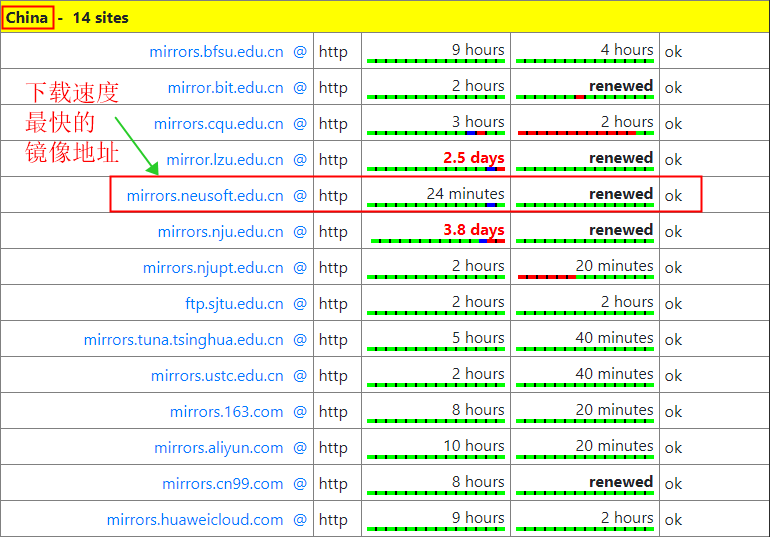 China - 14 sites
mirrors.bfsu.edu.cn @ http 9 hours 4 hours ok
mirror.bit.edu.cn @ http 2 hours renewed ok
mirrors.cqu.edu.cn @ http 3 hours 2 hours ok
mirror.lzu.edu.cn @ http 2.5 days renewed ok
mirrors.neusoft.edu.cn @ http 24 minutes renewed ok
mirrors.nju.edu.cn @ http 3.8 days renewed ok
mirrors.njupt.edu.cn @ http 2 hours 20 minutes ok
ftp.sjtu.edu.cn @ http 2 hours 2 hours ok
mirrors.tuna.tsinghua.edu.cn @ http 5 hours 40 minutes ok
mirrors.ustc.edu.cn @ http 2 hours 40 minutes ok
mirrors.163.com @ http 8 hours 20 minutes ok
mirrors.aliyun.com @ http 10 hours 20 minutes ok
mirrors.cn99.com @ http 8 hours renewed ok
mirrors.huaweicloud.com @ http 9 hours 2 hours ok
下载速度
最快的
镜像地址